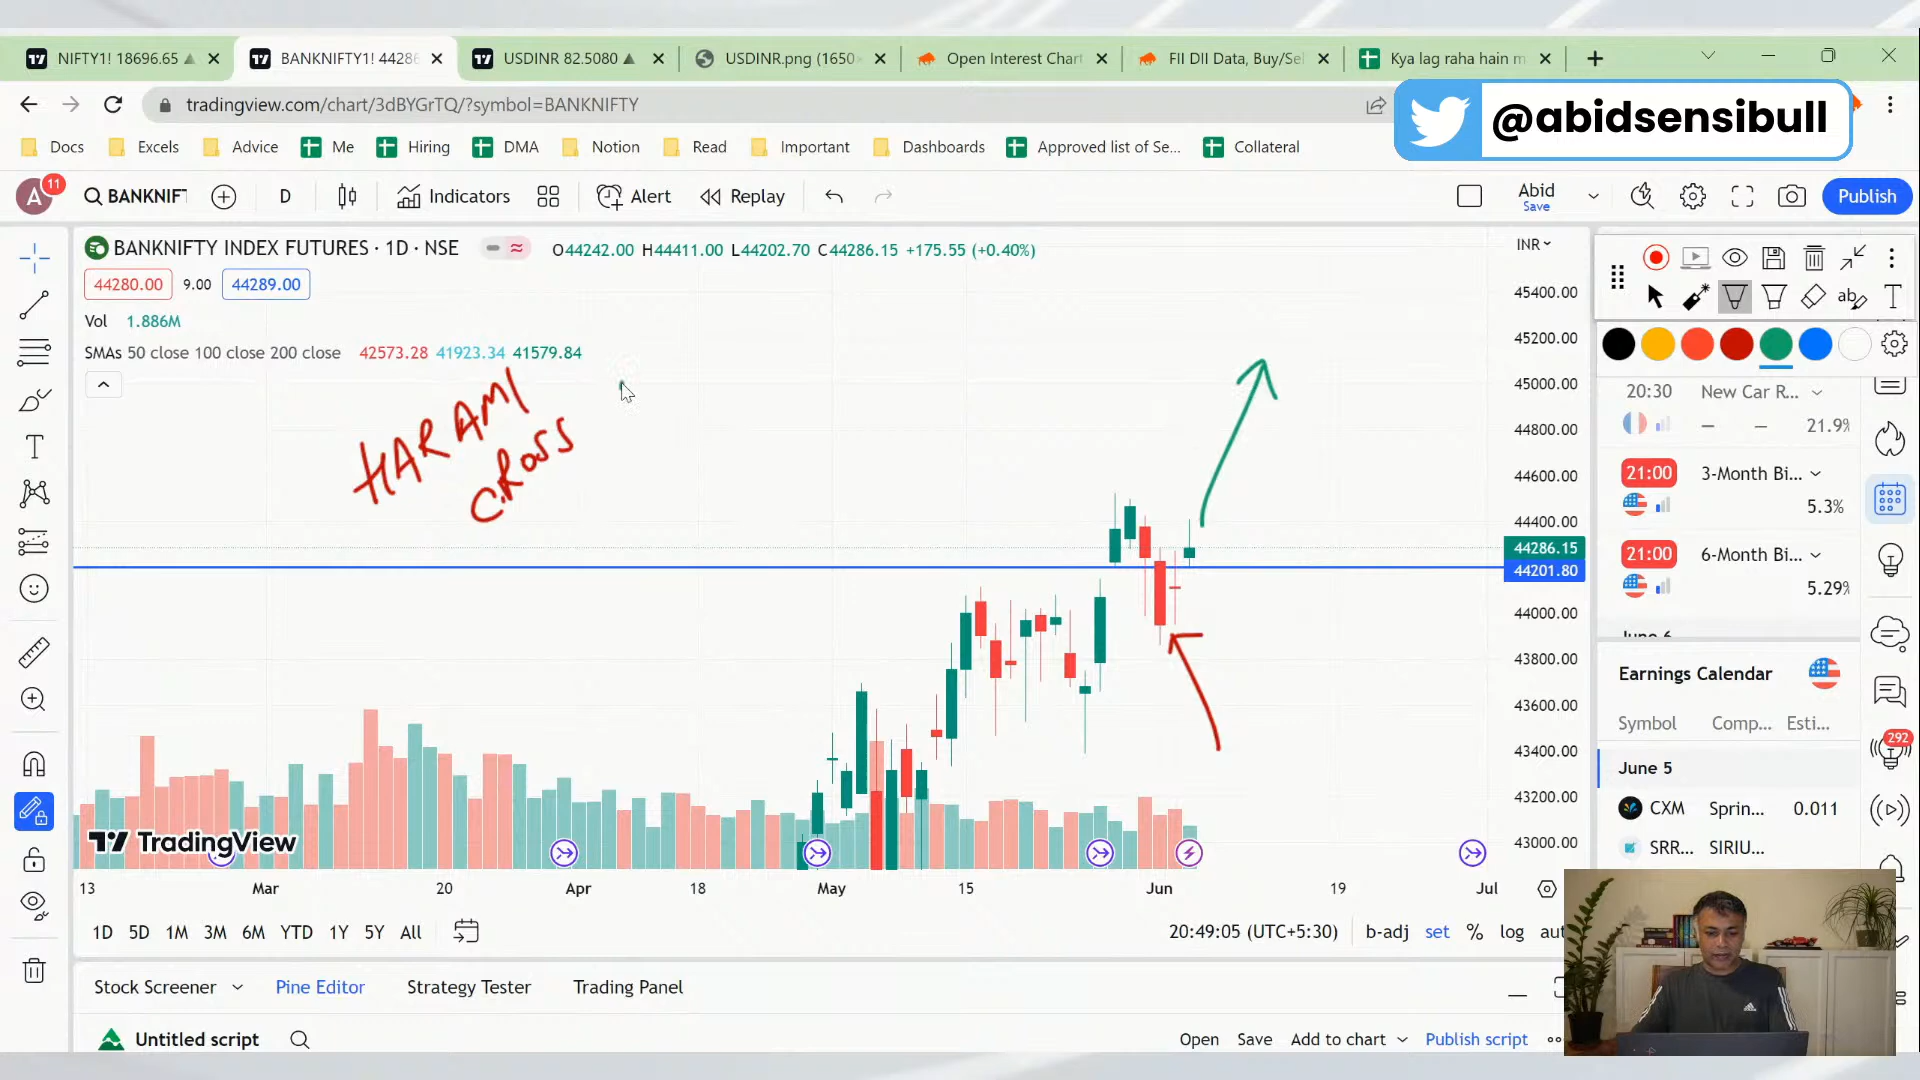 NIFTY1! 18696.65
BANKNIFTY1! 44286
USDINR 82.5080
USDINR.png (1650
Open Interest Chart
FII DII Data, Buy/Sel
Kya lag raha hain m
tradingview.com/chart/3dBYGrTQ/?symbol=BANKNIFTY
@abidsensibull
Docs Excels Advice Me Hiring DMA Notion Read Important Dashboards Approved list of Se... Collateral
A 11 BANKNIFT D Indicators Alert Replay Abid Publish
Save
BANKNIFTY INDEX FUTURES · 1D · NSE O44242.00 H44411.00 L44202.70 C44286.15 +175.55 (+0.40%) INR
44280.00 9.00 44289.00
Vol 1.886M
SMAs 50 close 100 close 200 close 42573.28 41923.34 41579.84
HARAMI
CROSS
45400.00
45200.00
45000.00
44800.00
44600.00
44400.00
44286.15
44201.80
44000.00
43800.00
43600.00
43400.00
43200.00
43000.00
20:30 New Car R...
— — 21.9%
21:00 3-Month Bi...
5.3%
21:00 6-Month Bi...
5.29%
June 6
Earnings Calendar
Symbol Comp... Esti...
292
June 5
CXM Sprin... 0.011
SRR... SIRIU...
TradingView
13 Mar 20 Apr 18 May 15 Jun 19 Jul
1D 5D 1M 3M 6M YTD 1Y 5Y All 20:49:05 (UTC+5:30) b-adj set % log aut
Stock Screener Pine Editor Strategy Tester Trading Panel
Untitled script Open Save Add to chart Publish script